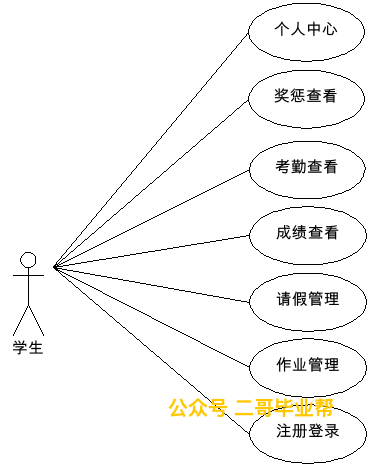 个人中心
奖惩查看
考勤查看
成绩查看
请假管理
学生
作业管理
公众号 二哥毕业帮
注册登录